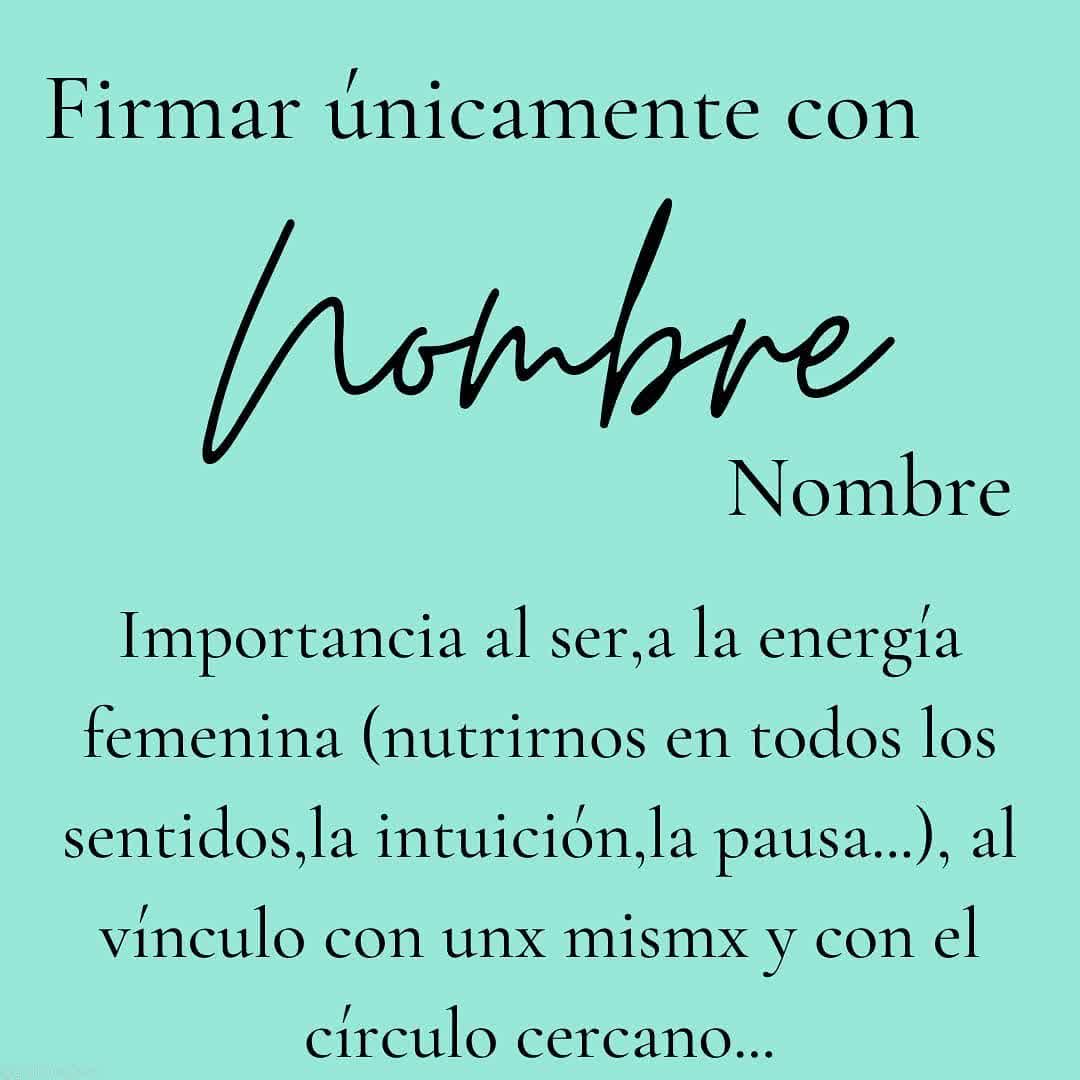 Firmar únicamente con
Nombre
Nombre
Importancia al ser,a la energía
femenina (nutrirnos en todos los
sentidos,la intuición,la pausa...), al
vínculo con unx mismx y con el
círculo cercano...